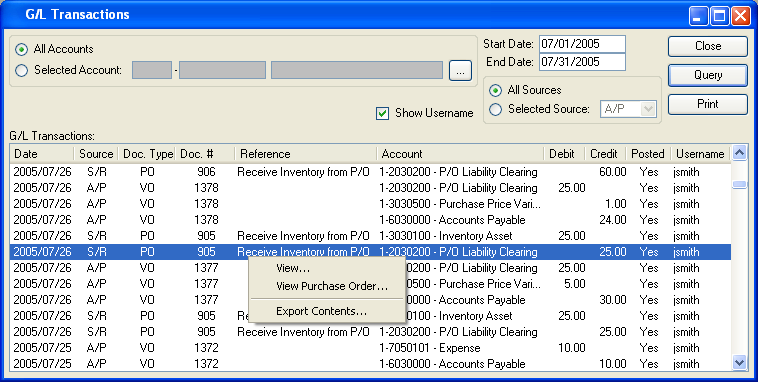 G/L Transactions
All Accounts
Selected Account: - ...
Start Date: 07/01/2005
End Date: 07/31/2005
Close
Query
Print
All Sources
Selected Source: A/P
Show Username
G/L Transactions:
Date Source Doc. Type Doc. # Reference Account Debit Credit Posted Username
2005/07/26 S/R PO 906 Receive Inventory from P/O 1-2030200 - P/O Liability Clearing 60.00 Yes jsmith
2005/07/26 A/P VO 1378 1-2030200 - P/O Liability Clearing 25.00 Yes jsmith
2005/07/26 A/P VO 1378 1-3030500 - Purchase Price Vari... 1.00 Yes jsmith
2005/07/26 A/P VO 1378 1-6030000 - Accounts Payable 24.00 Yes jsmith
2005/07/26 S/R PO 905 Receive Inventory from P/O 1-3030100 - Inventory Asset 25.00 Yes jsmith
2005/07/26 S/R PO 905 Receive Inventory from P/O 1-2030200 - P/O Liability Clearing 25.00 Yes jsmith
2005/07/26 A/P VO 1377 0200 - P/O Liability Clearing 25.00 Yes jsmith
2005/07/26 A/P VO 1377 0500 - Purchase Price Vari... 5.00 Yes jsmith
2005/07/26 A/P VO 1377 0000 - Accounts Payable 30.00 Yes jsmith
2005/07/26 S/R PO 905 Re 0100 - Inventory Asset 25.00 Yes jsmith
2005/07/26 S/R PO 905 Receive Inventory from P/O 1-2030200 - P/O Liability Clearing 25.00 Yes jsmith
2005/07/25 A/P VO 1372 1-7050101 - Expense 10.00 Yes jsmith
2005/07/25 A/P VO 1372 1-6030000 - Accounts Payable 10.00 Yes jsmith
View...
View Purchase Order...
Export Contents...